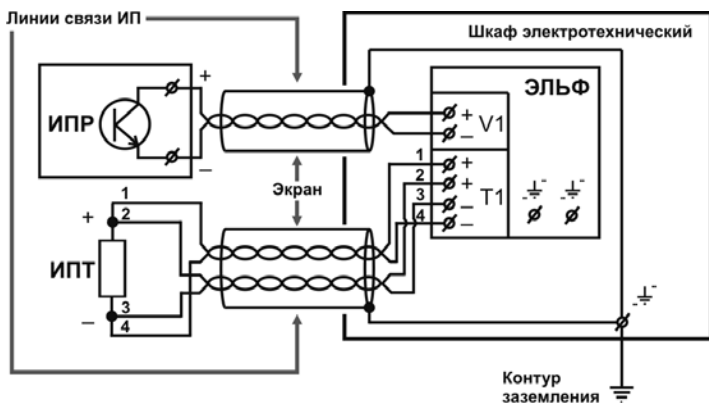 Линии связи ИП
Шкаф электротехнический
ЭЛЬФ
+
ИПР
–
+
–
V1
Экран
1
2
3
4
+
+
–
–
T1
1
2
+
ИПТ
–
3
4
Контур
заземления